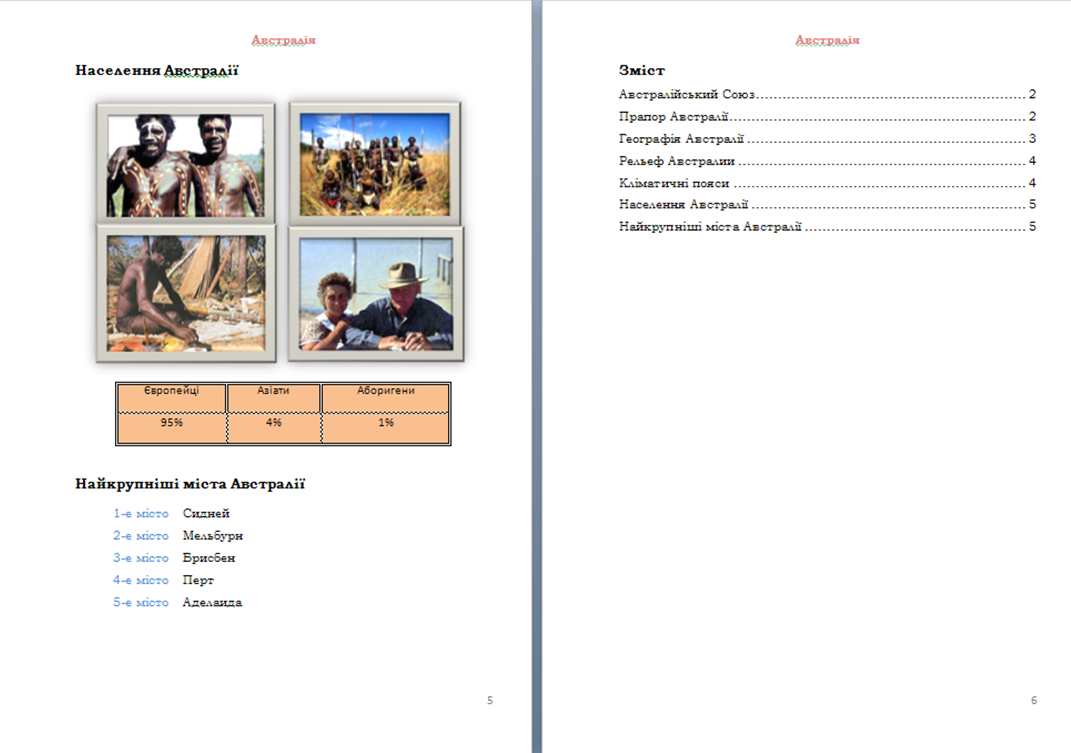 Австралія
Населення Австралії
Європейці Азіати Аборигени
95% 4% 1%
Найкрупніші міста Австралії
1-е місто Сидней
2-е місто Мельбурн
3-е місто Брисбен
4-е місто Перт
5-е місто Аделаида
5
Австралія
Зміст
Австралійський Союз 2
Прапор Австралії 2
Географія Австралії 3
Рельеф Австралии 4
Кліматичні пояси 4
Населення Австралії 5
Найкрупніші міста Австралії 5
6